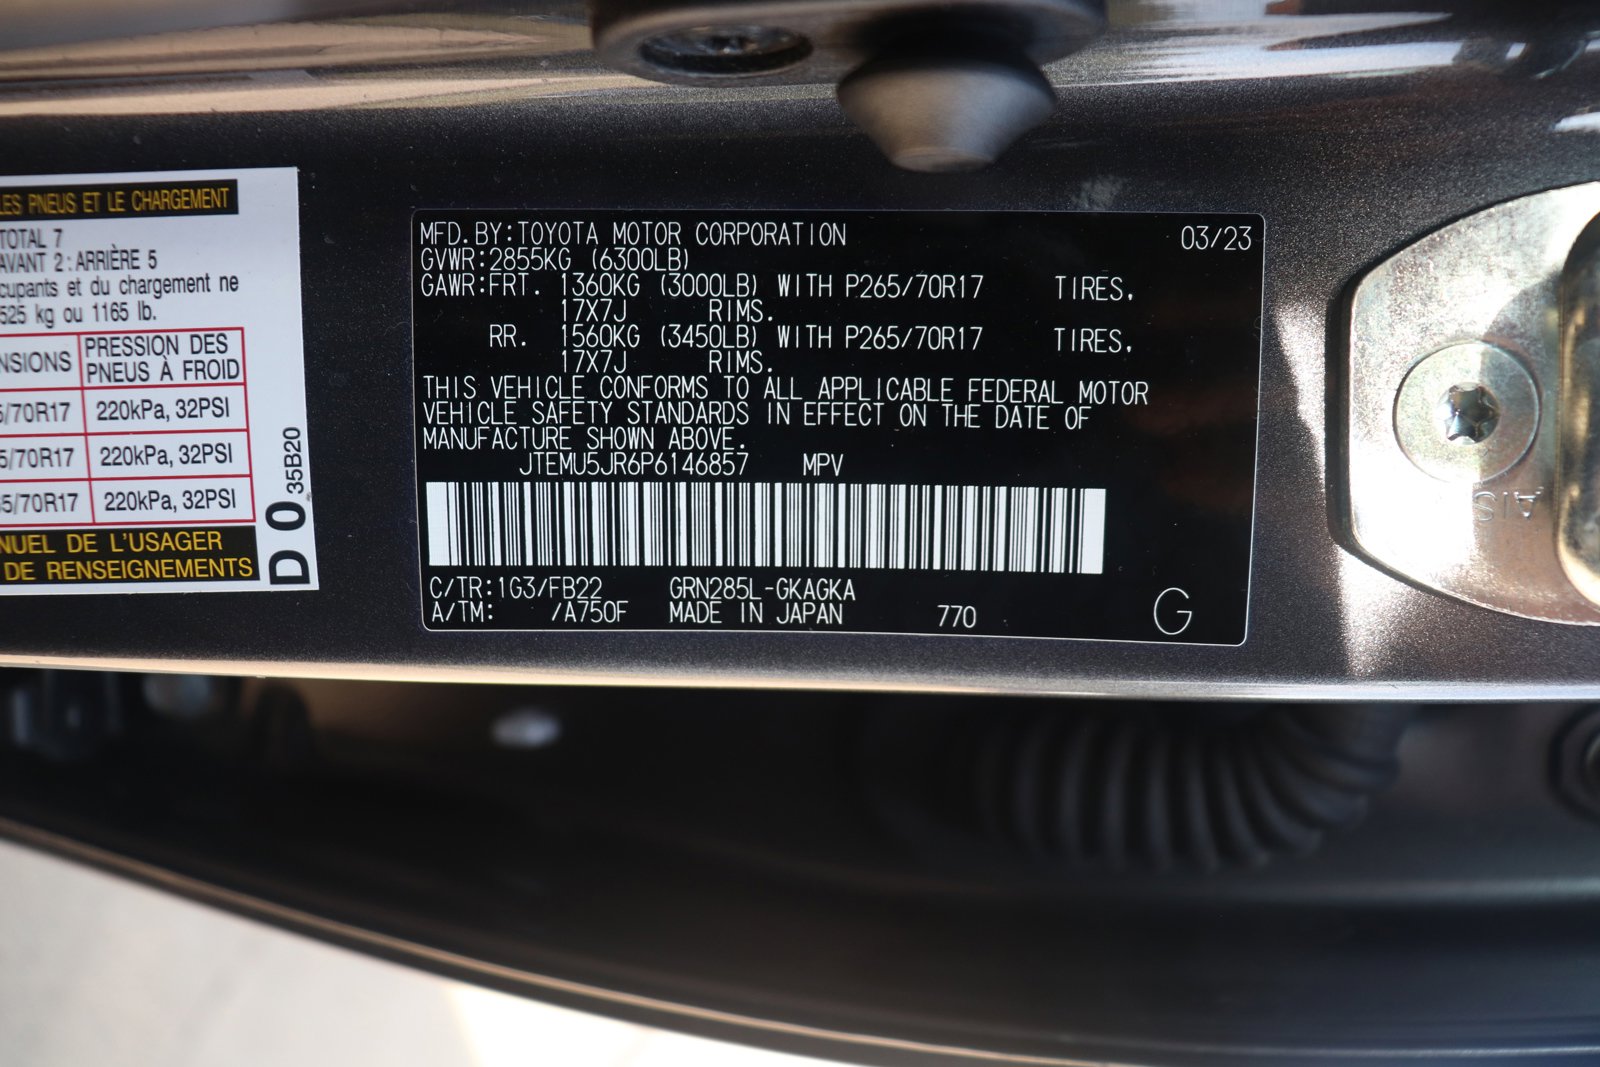 LES PNEUS ET LE CHARGEMENT
TOTAL 7
AVANT 2 : ARRIÈRE 5
cupants et du chargement ne
525 kg ou 1165 lb.
NSIONS PRESSION DES PNEUS À FROID
5/70R17 220kPa, 32PSI
5/70R17 220kPa, 32PSI
5/70R17 220kPa, 32PSI
NUEL DE L'USAGER
DE RENSEIGNEMENTS
D 0 35B20
MFD.BY:TOYOTA MOTOR CORPORATION 03/23
GVWR:2855KG (6300LB)
GAWR:FRT. 1360KG (3000LB) WITH P265/70R17 TIRES,
17X7J RIMS.
RR. 1560KG (3450LB) WITH P265/70R17 TIRES,
17X7J RIMS.
THIS VEHICLE CONFORMS TO ALL APPLICABLE FEDERAL MOTOR
VEHICLE SAFETY STANDARDS IN EFFECT ON THE DATE OF
MANUFACTURE SHOWN ABOVE.
JTEMU5JR6P6146857 MPV
C/TR:1G3/FB22 GRN285L-GKAGKA
A/TM: /A750F MADE IN JAPAN 770 G
AIS